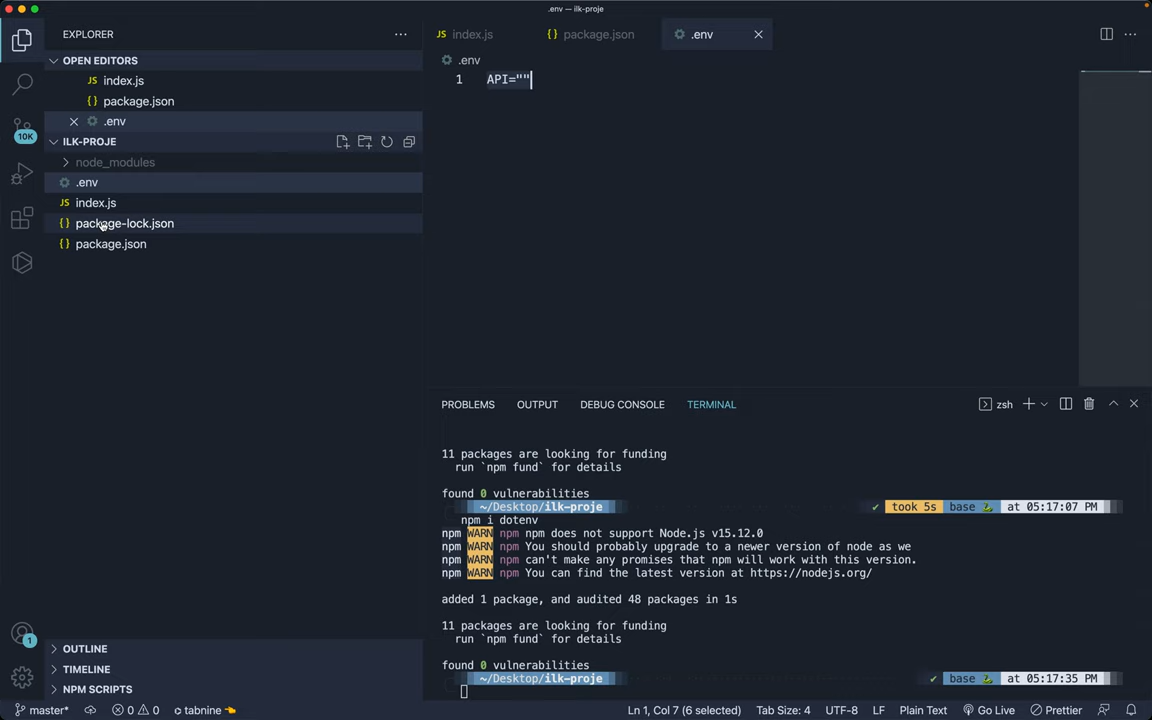 .env — ilk-proje
EXPLORER
OPEN EDITORS
JS index.js
{} package.json
.env
ILK-PROJE
node_modules
.env
JS index.js
{} package-lock.json
{} package.json
10K
1
OUTLINE
TIMELINE
NPM SCRIPTS
JS index.js
{} package.json
.env
.env
1 API=""
PROBLEMS OUTPUT DEBUG CONSOLE TERMINAL
zsh
11 packages are looking for funding
run `npm fund` for details
found 0 vulnerabilities
~/Desktop/ilk-proje ✔ took 5s base at 05:17:07 PM
npm i dotenv
npm WARN npm npm does not support Node.js v15.12.0
npm WARN npm You should probably upgrade to a newer version of node as we
npm WARN npm can't make any promises that npm will work with this version.
npm WARN npm You can find the latest version at https://nodejs.org/
added 1 package, and audited 48 packages in 1s
11 packages are looking for funding
run `npm fund` for details
found 0 vulnerabilities
~/Desktop/ilk-proje ✔ base at 05:17:35 PM
master* 0 0 tabnine Ln 1, Col 7 (6 selected) Tab Size: 4 UTF-8 LF Plain Text Go Live Prettier